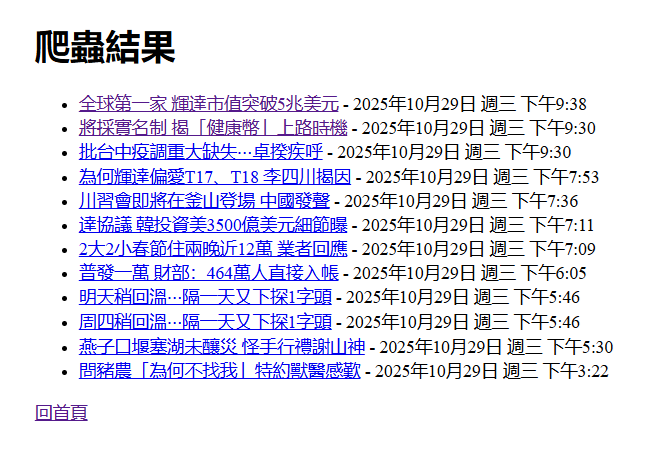 爬蟲結果
全球第一家 輝達市值突破5兆美元 - 2025年10月29日 週三 下午9:38
將採實名制 揭「健康幣」上路時機 - 2025年10月29日 週三 下午9:30
批台中疫調重大缺失…卓揆疾呼 - 2025年10月29日 週三 下午9:30
為何輝達偏愛T17、T18 李四川揭因 - 2025年10月29日 週三 下午7:53
川習會即將在釜山登場 中國發聲 - 2025年10月29日 週三 下午7:36
達協議 韓投資美3500億美元細節曝 - 2025年10月29日 週三 下午7:11
2大2小春節住兩晚近12萬 業者回應 - 2025年10月29日 週三 下午7:09
普發一萬 財部：464萬人直接入帳 - 2025年10月29日 週三 下午6:05
明天稍回溫…隔一天又下探1字頭 - 2025年10月29日 週三 下午5:46
周四稍回溫…隔一天又下探1字頭 - 2025年10月29日 週三 下午5:46
燕子口堰塞湖未釀災 怪手行禮謝山神 - 2025年10月29日 週三 下午5:30
問豬農「為何不找我」特約獸醫感歎 - 2025年10月29日 週三 下午3:22
回首頁